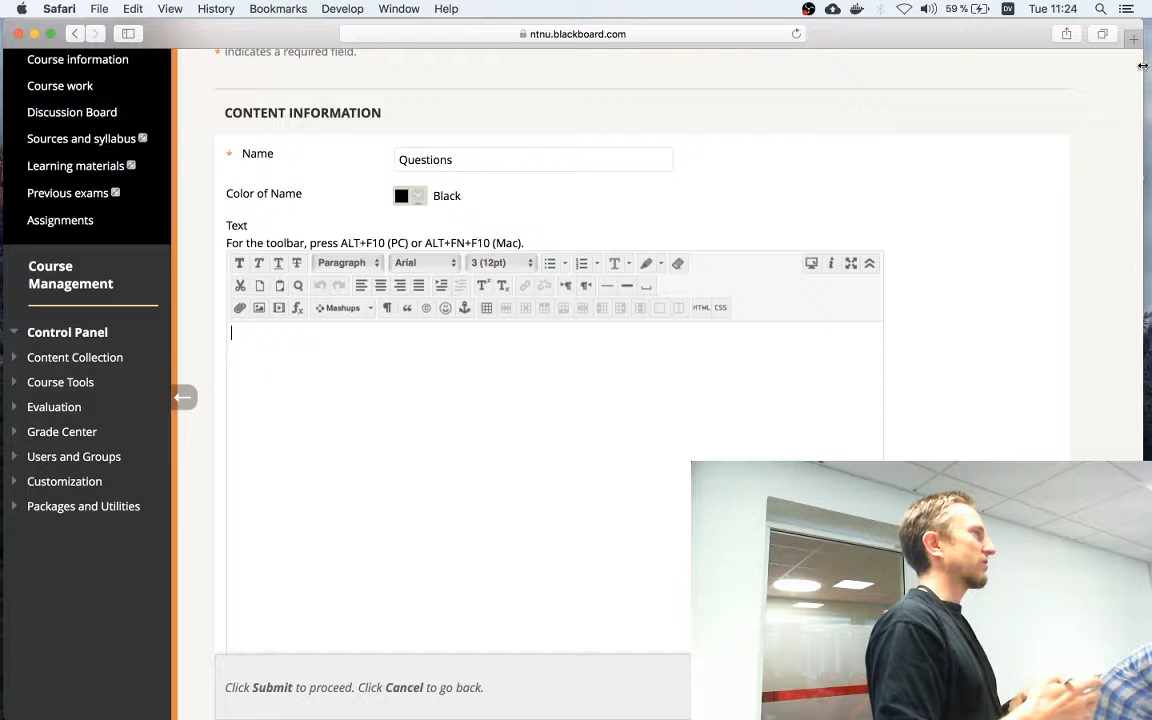 Safari File Edit View History Bookmarks Develop Window Help 59 % DV Tue 11:24
ntnu.blackboard.com
Course information
Course work
Discussion Board
Sources and syllabus
Learning materials
Previous exams
Assignments
Course
Management
Control Panel
Content Collection
Course Tools
Evaluation
Grade Center
Users and Groups
Customization
Packages and Utilities
* Indicates a required field.
CONTENT INFORMATION
* Name Questions
Color of Name Black
Text
For the toolbar, press ALT+F10 (PC) or ALT+FN+F10 (Mac).
T T T T Paragraph Arial 3 (12pt) T
Mashups HTML CSS
Click Submit to proceed. Click Cancel to go back.